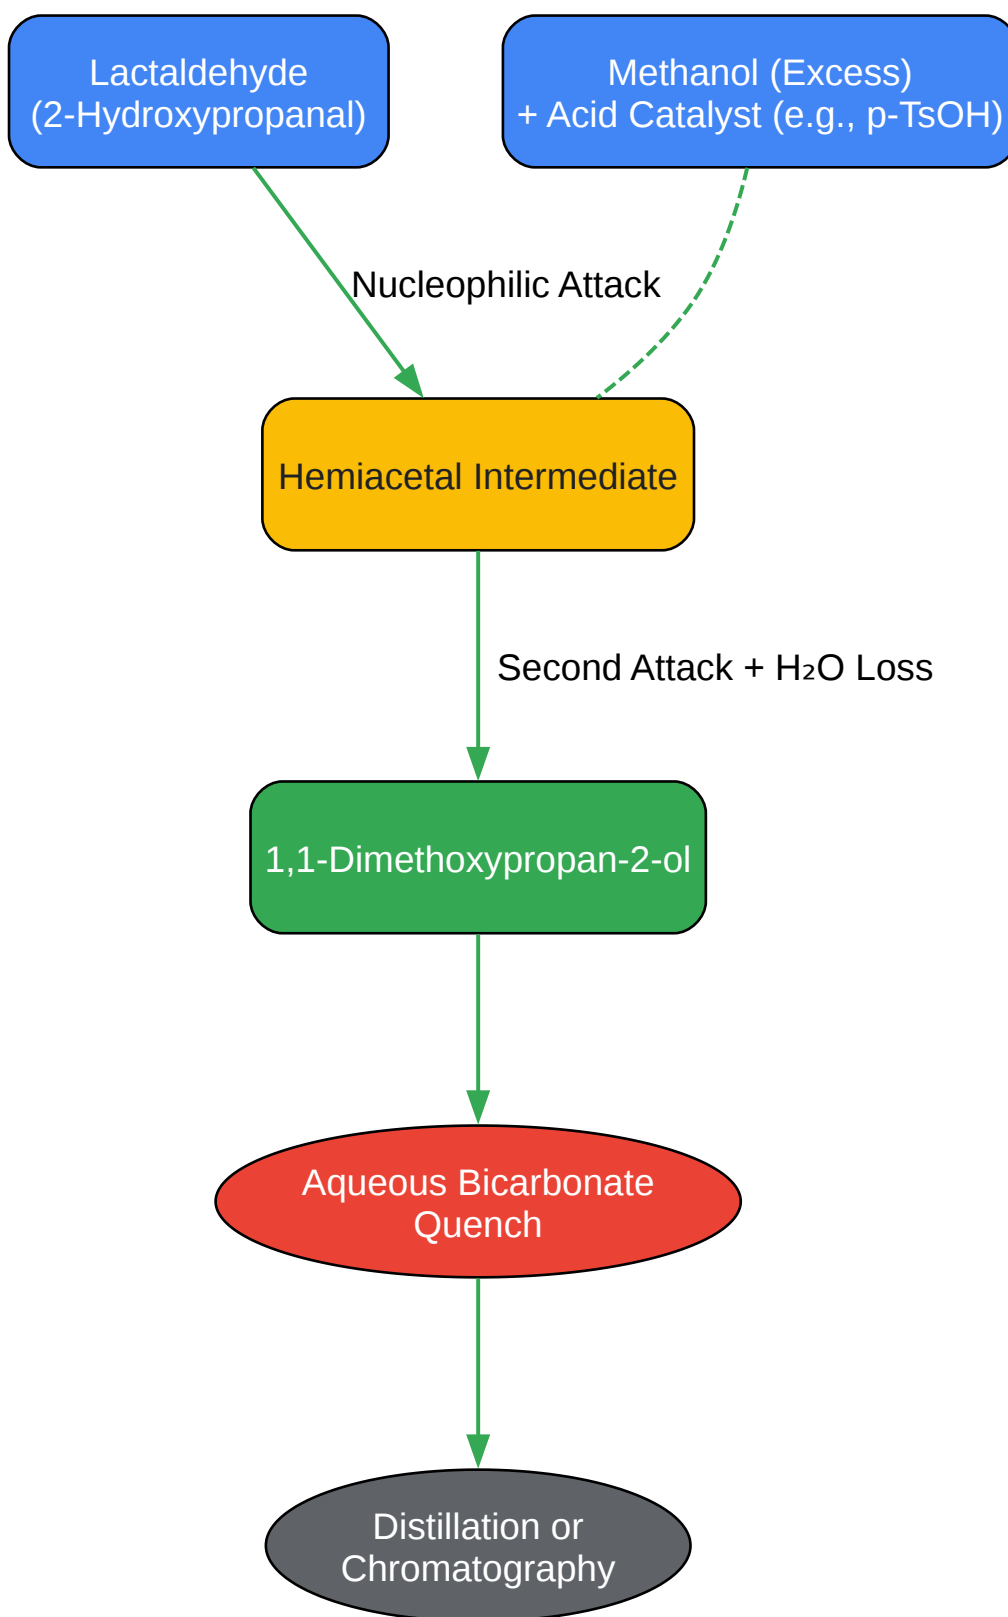 Lactaldehyde
(2-Hydroxypropanal)
Methanol (Excess)
+ Acid Catalyst (e.g., p-TsOH)
Nucleophilic Attack
Hemiacetal Intermediate
Second Attack + H₂O Loss
1,1-Dimethoxypropan-2-ol
Aqueous Bicarbonate
Quench
Distillation or
Chromatography